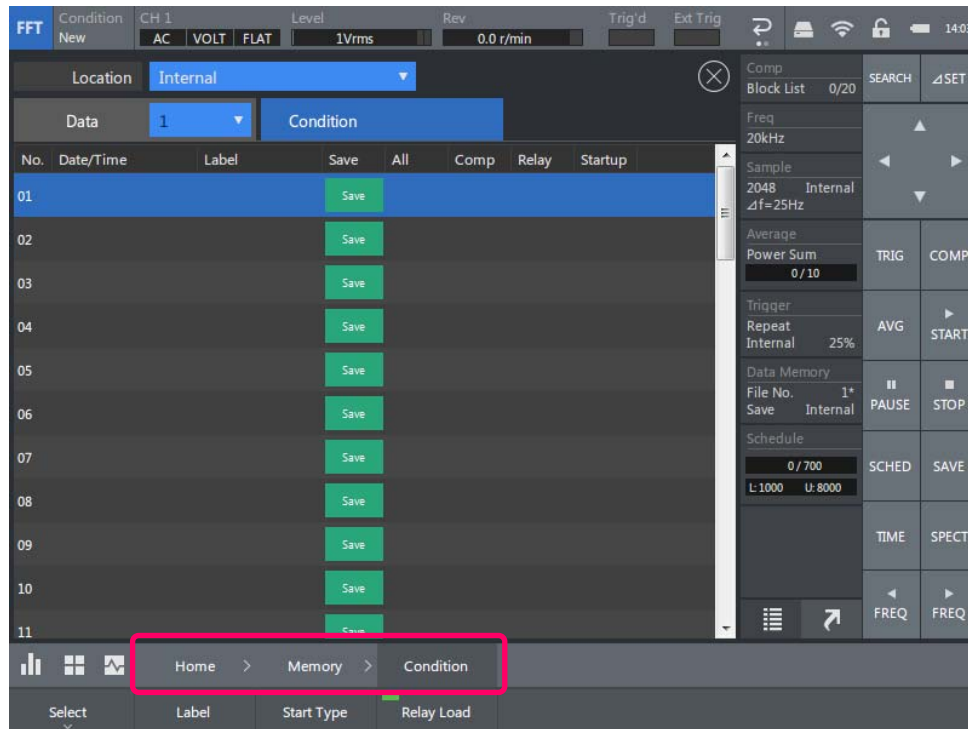 FFT Condition New CH 1 AC VOLT FLAT Level 1Vrms Rev 0.0 r/min Trig'd Ext Trig
Location Internal
Data 1 Condition
No. Date/Time Label Save All Comp Relay Startup
01 Save
02 Save
03 Save
04 Save
05 Save
06 Save
07 Save
08 Save
09 Save
10 Save
11 Save
Comp
Block List 0/20
Freq
20kHz
Sample
2048 Internal
⊿f=25Hz
Average
Power Sum
0/10
Trigger
Repeat
Internal 25%
Data Memory
File No. 1*
Save Internal
Schedule
0/700
L:1000 U:8000
SEARCH ⊿SET
TRIG COMP
AVG START
PAUSE STOP
SCHED SAVE
TIME SPECT
FREQ FREQ
Home > Memory > Condition
Select Label Start Type Relay Load